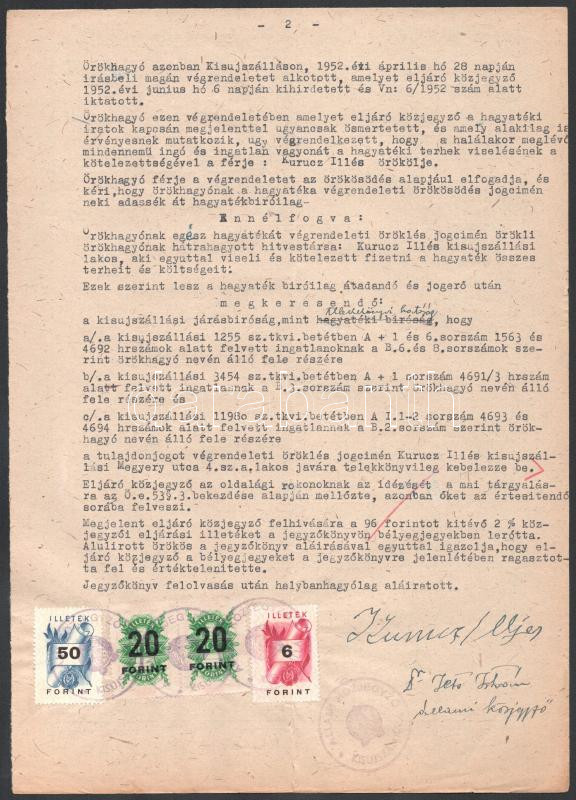 - 2 -
Örökhagyó azonban Kisujszálláson, 1952.évi április hó 28 napján
irásbeli magán végrendeletet alkotott, amelyet eljáró közjegyző
1952.évi junius hó 6 napján kihirdetett és Vn: 6/1952 szám alatt
iktatott.
Örökhagyó ezen végrendeletében amelyet eljáró közjegyző a hagyatéki
iratok kapcsán megjelenttel ugyancsak ösmertetett, és amely alakilag is
érvényesnek mutatkozik, ugy végrendelkezett, hogy a halálakor meglévő
mindennemü ingó és ingatlan vagyonát a hagyatéki terhek viselésének a
kötelezettségével a férje : Kurucz Illés örökölje.
Örökhagyó férje a végrendeletet az örökösödés alapjául elfogadja, és
kéri,hogy örökhagyónak a hagyatéka végrendeleti örökösödés jogcimén
neki adassék át hagyatékbiróilag-
E n n é l f o g v a :
Örökhagyónak egész hagyatékát végrendeleti öröklés jogcimén örökli
örökhagyónak hátrahagyott hitvestársa: Kurucz Illés kisujszállási
lakos, aki egyuttal viseli és kötelezett fizetni a hagyaték összes
terheit és költségeit:
Ezek szerint lesz a hagyaték biróilag átadandó és jogerő után
m e g k e r e s e n d ő :
a kisujszállási járásbiróság,mint hagyatéki biróság, hogy
a/.a kisujszállási 1255 sz.tkvi.betétben A + 1 és 6.sorszám 1563 és
4692 hrszámok alatt felvett ingatlanoknak a B.6.és 8.sorszámok sze-
rint örökhagyó nevén álló fele részére
b/.a kisujszállási 3454 sz.tkvi.betétben A + 1 sorszám 4691/3 hrszám
alatt felvett ingatlannak a B.3.sorszám szerint örökhagyó nevén álló
fele részére és
c/.a kisujszállási 11980 sz.tkvi.betétben A I.1-2 sorszám 4693 és
4694 hrszámok alatt felvett ingatlannak a B.2.sorszám szerint örök-
hagyó nevén álló fele részére
a tulajdonjogot végrendeleti öröklés jogcimén Kurucz Illés kisujszál-
lási Megyery utca 4.sz.a.lakos javára telekkönyvileg kebelezze be.
Eljáró közjegyző az oldalági rokonoknak az idézését a mai tárgyalás-
ra az Ö.e.539.3.bekezdése alapján mellőzte, azonban őket az értesitendők
sorába felveszi.
Megjelent eljáró közjegyző felhivására a 96 forintot kitévő 2 % köz-
jegyzői eljárási illetéket a jegyzőkönyvön bélyegjegyekben lerótta.
Alulirott örökös a jegyzőkönyv aláirásával egyuttal igazolja,hogy el-
járó közjegyző a bélyegjegyeket a jegyzőkönyvre jelenlétében ragasztot-
ta fel és értéktelenitette.
Jegyzőkönyv felolvasás után helybenhagyólag aláiratott.
ILLETÉK
50
FORINT
20
FORINT
20
FORINT
ILLETÉK
6
FORINT
Kurucz Illés
Dr István
állami közjegyző